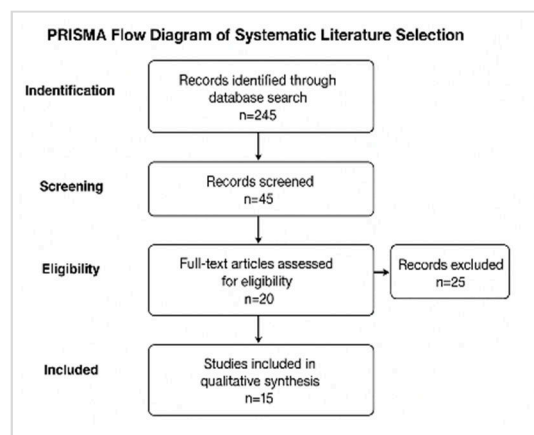 PRISMA Flow Diagram of Systematic Literature Selection
Indentification
Records identified through
database search
n=245
Screening
Records screened
n=45
Eligibility
Full-text articles assessed
for eligibility
n=20
Records excluded
n=25
Included
Studies included in
qualitative synthesis
n=15